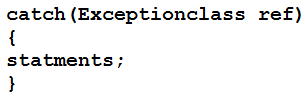 catch(Exceptionclass ref)
{
statments;
}